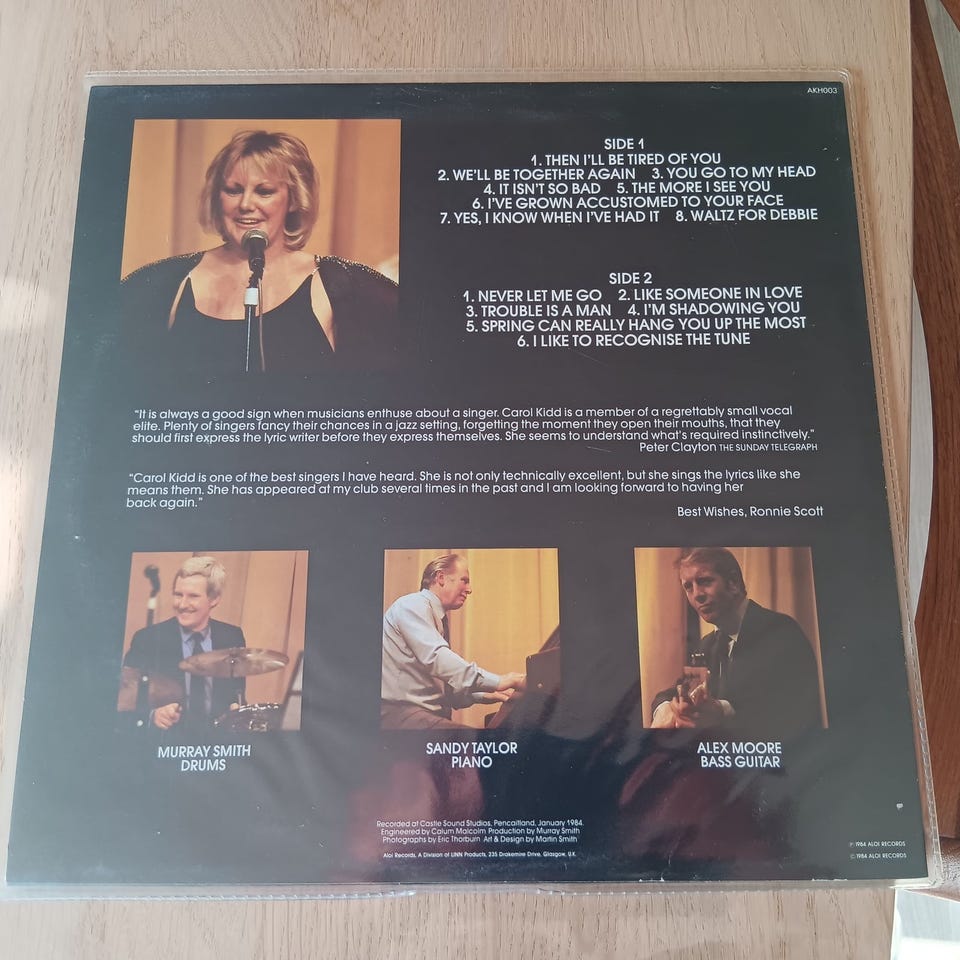 AKH003
SIDE 1
1. THEN I'LL BE TIRED OF YOU
2. WE'LL BE TOGETHER AGAIN 3. YOU GO TO MY HEAD
4. IT ISN'T SO BAD 5. THE MORE I SEE YOU
6. I'VE GROWN ACCUSTOMED TO YOUR FACE
7. YES, I KNOW WHEN I'VE HAD IT 8. WALTZ FOR DEBBIE
SIDE 2
1. NEVER LET ME GO 2. LIKE SOMEONE IN LOVE
3. TROUBLE IS A MAN 4. I'M SHADOWING YOU
5. SPRING CAN REALLY HANG YOU UP THE MOST
6. I LIKE TO RECOGNISE THE TUNE
"It is always a good sign when musicians enthuse about a singer. Carol Kidd is a member of a regrettably small vocal
elite. Plenty of singers fancy their chances in a jazz setting, forgetting the moment they open their mouths, that they
should first express the lyric writer before they express themselves. She seems to understand what's required instinctively."
Peter Clayton THE SUNDAY TELEGRAPH
"Carol Kidd is one of the best singers I have heard. She is not only technically excellent, but she sings the lyrics like she
means them. She has appeared at my club several times in the past and I am looking forward to having her
back again."
Best Wishes, Ronnie Scott
MURRAY SMITH
DRUMS
SANDY TAYLOR
PIANO
ALEX MOORE
BASS GUITAR
Recorded at Castle Sound Studios, Pencaitland, January 1984.
Engineered by Calum Malcolm Production by Murray Smith
Photographs by Eric Thorburn Art & Design by Martin Smith
Aloi Records, A Division of LINN Products, 235 Drakemire Drive, Glasgow, U.K.
℗ 1984 ALOI RECORDS
© 1984 ALOI RECORDS